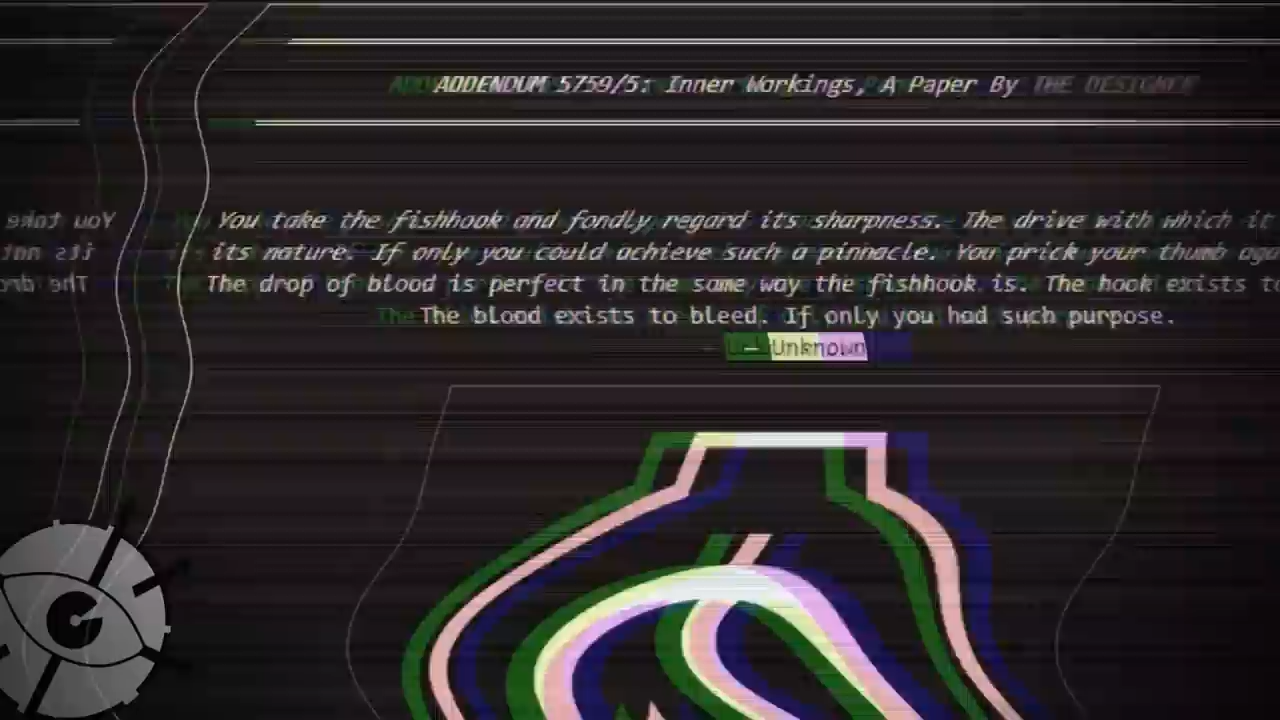 ADDENDUM 5759/5: Inner Workings, A Paper By THE DESIGNER
You take the fishhook and fondly regard its sharpness. The drive with which it
its nature. If only you could achieve such a pinnacle. You prick your thumb aga
The drop of blood is perfect in the same way the fishhook is. The hook exists to
The blood exists to bleed. If only you had such purpose.
— Unknown